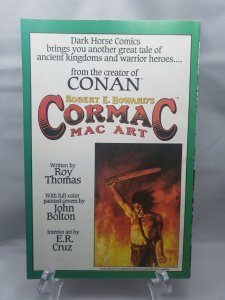 Dark Horse Comics
brings you another great tale of
ancient kingdoms and warrior heroes....
from the creator of
CONAN™
ROBERT E. HOWARD'S
CORMAC™
MAC ART
Written by
Roy
Thomas
With full-color
painted covers by
John
Bolton
Interior art by
E.R.
Cruz